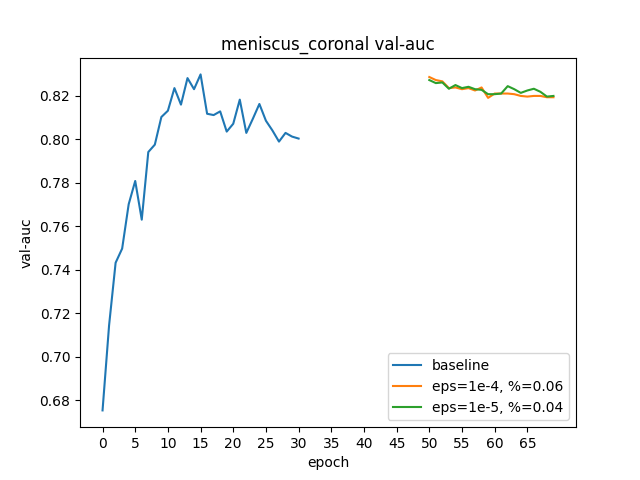 meniscus_coronal val-auc
val-auc
0.82
0.80
0.78
0.76
0.74
0.72
0.70
0.68
baseline
eps=1e-4, %=0.06
eps=1e-5, %=0.04
0 5 10 15 20 25 30 35 40 45 50 55 60 65
epoch